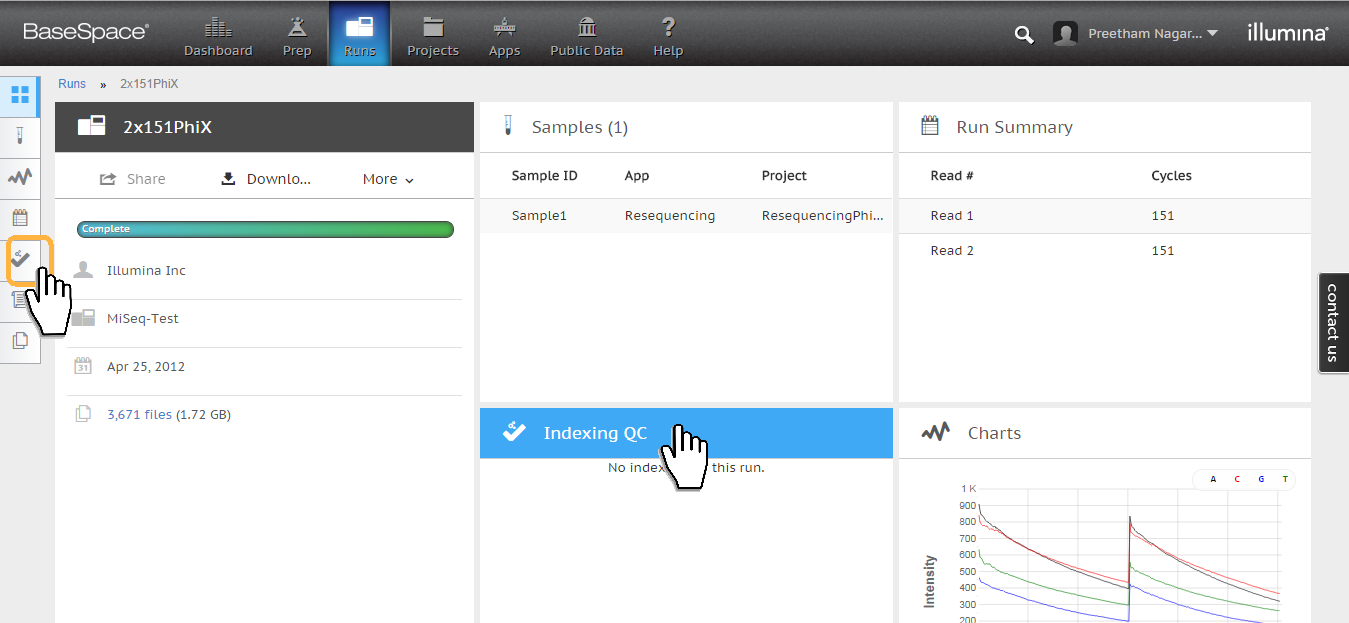 BaseSpace®
Dashboard
Prep
Runs
Projects
Apps
Public Data
Help
Preetham Nagar...
illumina®
Runs » 2x151PhiX
2x151PhiX
Share
Downlo...
More
Complete
Illumina Inc
MiSeq-Test
31
Apr 25, 2012
3,671 files (1.72 GB)
Samples (1)
Sample ID App Project
Sample1 Resequencing ResequencingPhi...
Run Summary
Read # Cycles
Read 1 151
Read 2 151
contact us
Indexing QC
No index this run.
Charts
A C G T
1 K
900
800
700
600
500
400
300
200
Intensity